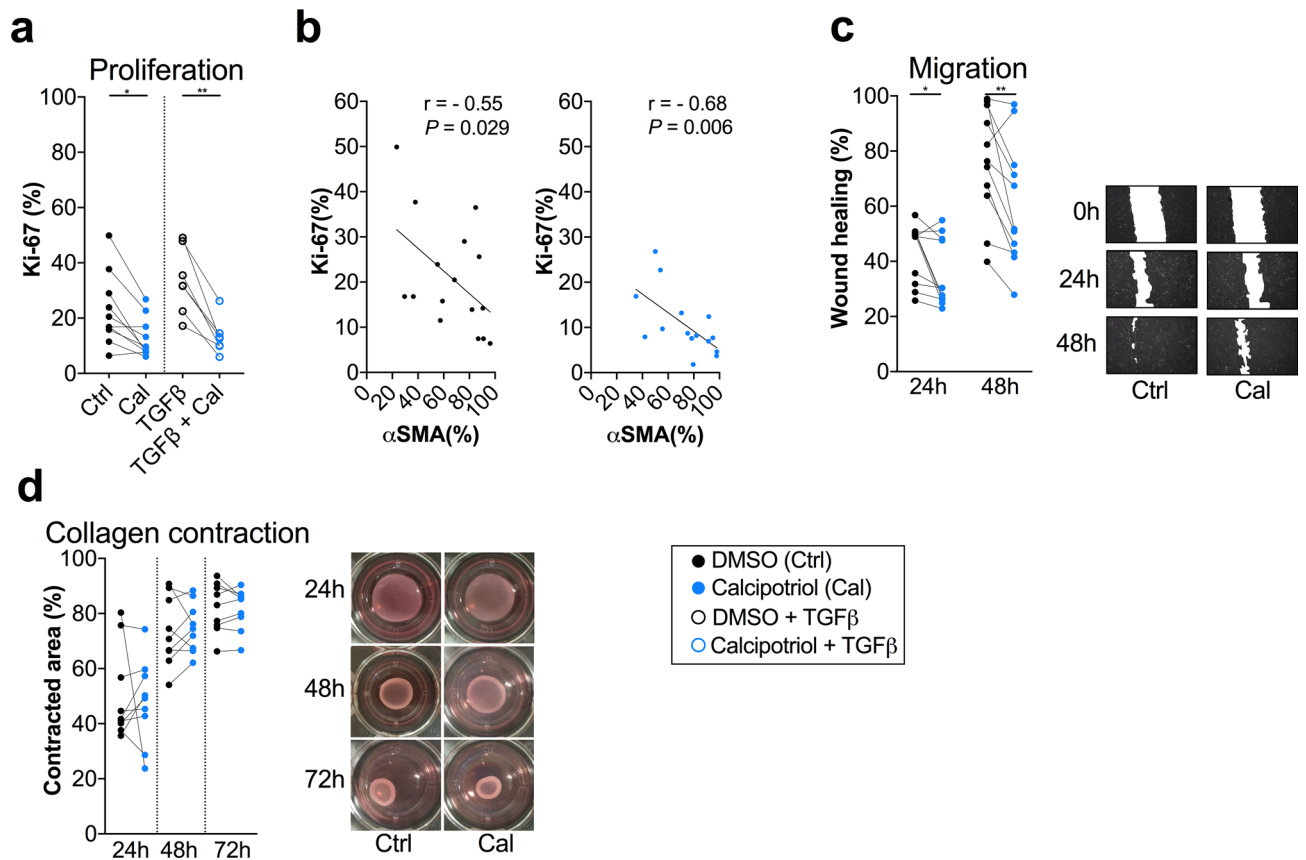 a
Proliferation
*
**
Ki-67 (%)
100
80
60
40
20
0
Ctrl
Cal
TGFβ
TGFβ + Cal
b
r = - 0.55
P = 0.029
Ki-67(%)
60
50
40
30
20
10
0
0
20
40
60
80
100
αSMA(%)
r = - 0.68
P = 0.006
Ki-67(%)
60
50
40
30
20
10
0
0
20
40
60
80
100
αSMA(%)
c
Migration
*
**
Wound healing (%)
100
80
60
40
20
0
24h
48h
0h
24h
48h
Ctrl
Cal
d
Collagen contraction
Contracted area (%)
100
80
60
40
20
0
24h
48h
72h
24h
48h
72h
Ctrl
Cal
DMSO (Ctrl)
Calcipotriol (Cal)
DMSO + TGFβ
Calcipotriol + TGFβ